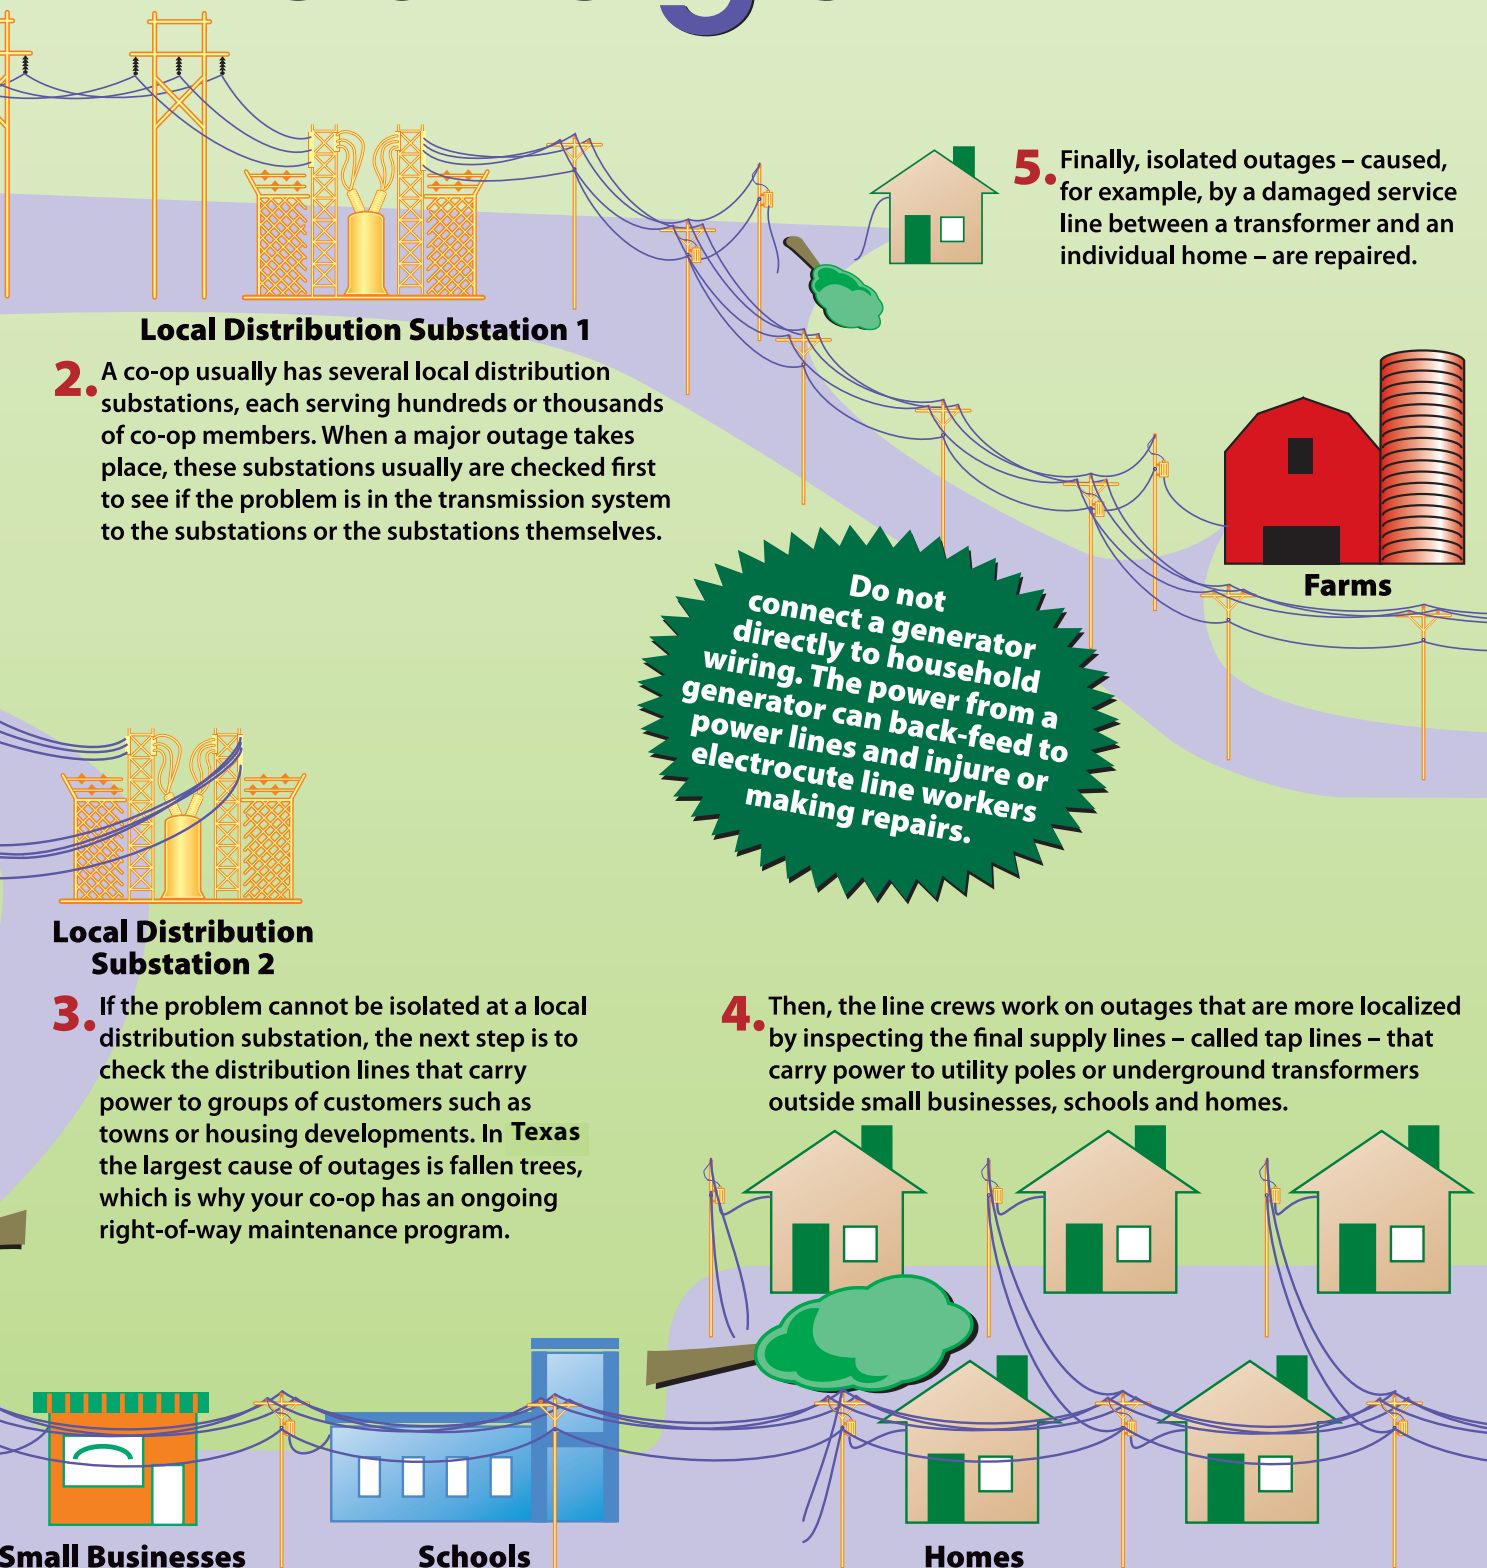 Local Distribution Substation 1
2. A co-op usually has several local distribution
substations, each serving hundreds or thousands
of co-op members. When a major outage takes
place, these substations usually are checked first
to see if the problem is in the transmission system
to the substations or the substations themselves.
5. Finally, isolated outages – caused,
for example, by a damaged service
line between a transformer and an
individual home – are repaired.
Farms
Do not
connect a generator
directly to household
wiring. The power from a
generator can back-feed to
power lines and injure or
electrocute line workers
making repairs.
Local Distribution
Substation 2
3. If the problem cannot be isolated at a local
distribution substation, the next step is to
check the distribution lines that carry
power to groups of customers such as
towns or housing developments. In Texas
the largest cause of outages is fallen trees,
which is why your co-op has an ongoing
right-of-way maintenance program.
4. Then, the line crews work on outages that are more localized
by inspecting the final supply lines – called tap lines – that
carry power to utility poles or underground transformers
outside small businesses, schools and homes.
Small Businesses
Schools
Homes